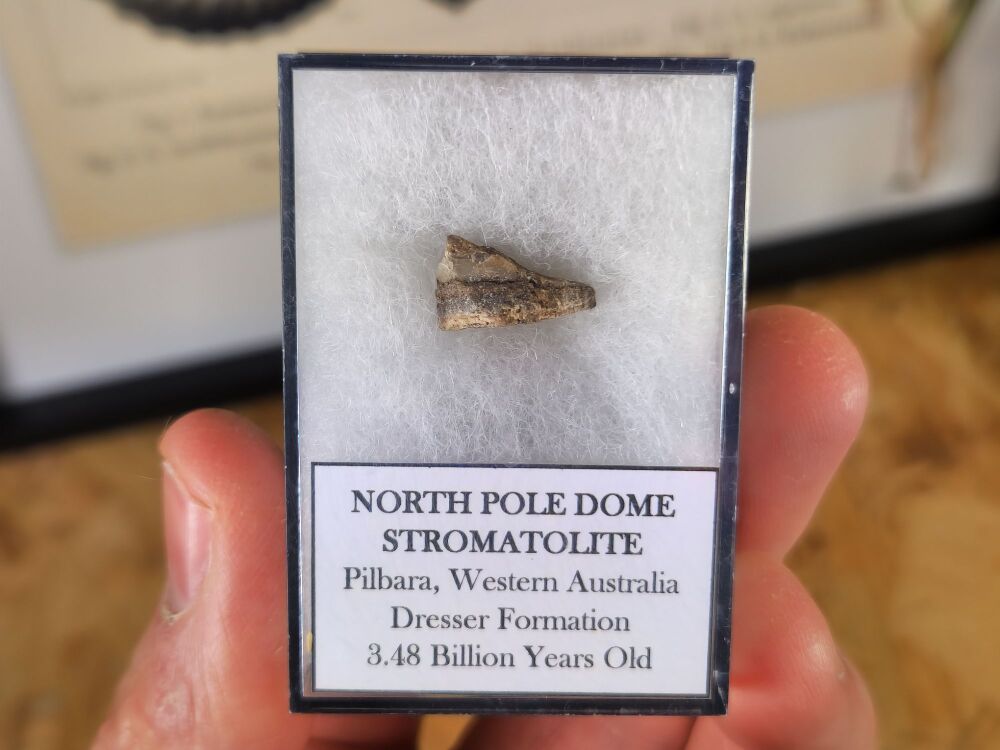 NORTH POLE DOME
STROMATOLITE
Pilbara, Western Australia
Dresser Formation
3.48 Billion Years Old